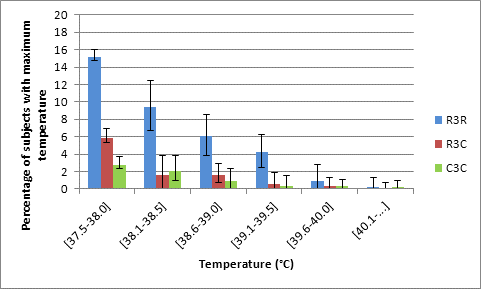 Percentage of subjects with maximum
temperature
20
18
16
14
12
10
8
6
4
2
0
[37.5-38.0]
[38.1-38.5]
[38.6-39.0]
[39.1-39.5]
[39.6-40.0]
[40.1-...]
Temperature (°C)
R3R
R3C
C3C